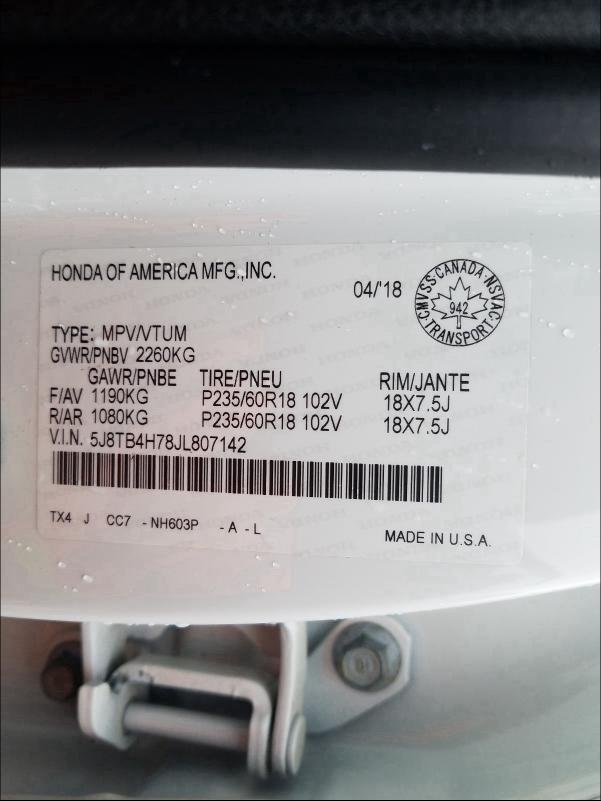 HONDA OF AMERICA MFG.,INC.
04/'18
CMVSS·CANADA·NSVAC·TRANSPORT·
942
TYPE: MPV/VTUM
GVWR/PNBV 2260KG
GAWR/PNBE TIRE/PNEU RIM/JANTE
F/AV 1190KG P235/60R18 102V 18X7.5J
R/AR 1080KG P235/60R18 102V 18X7.5J
V.I.N. 5J8TB4H78JL807142
TX4 J CC7 - NH603P - A - L
MADE IN U.S.A.